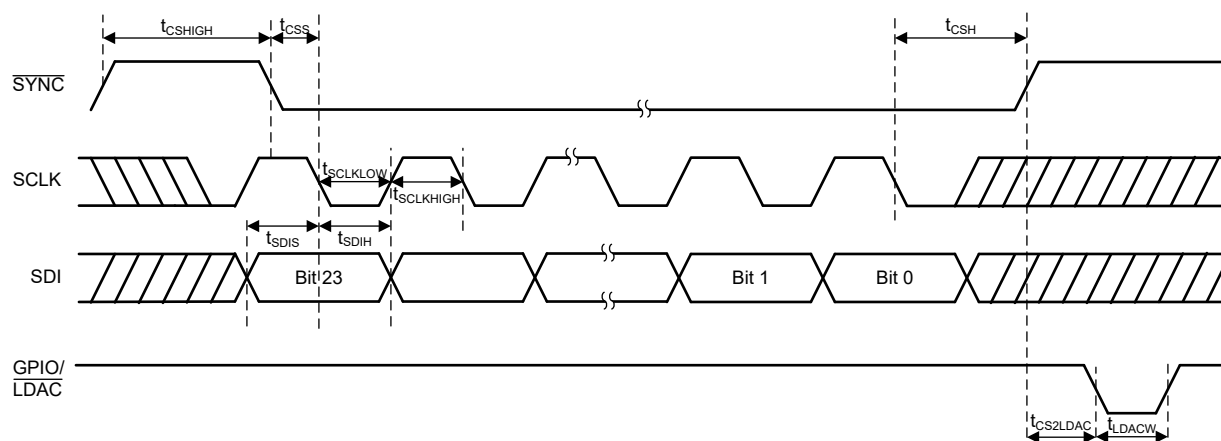 tCSHIGH tCSS tCSH
SYNC
SCLK tSCLKLOW
tSCLKHIGH
tSDIS tSDIH
SDI Bit 23 Bit 1 Bit 0
GPIO/
LDAC
tCS2LDAC tLDACW